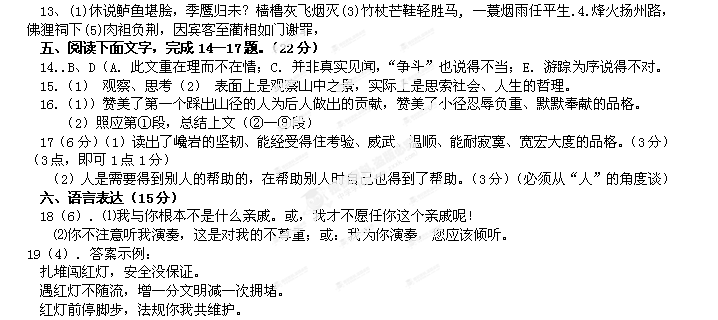 13、(1)休说鲈鱼堪脍，季鹰归未？樯橹灰飞烟灭(3)竹杖芒鞋轻胜马，一蓑烟雨任平生.4.烽火扬州路，
佛狸祠下(5)肉袒负荆，因宾客至蔺相如门谢罪，
五、阅读下面文字，完成14—17题。（22分）
14..B、D（A. 此文重在理而不在情；C. 并非真实见闻，“争斗”也说得不当；E. 游踪为序说得不对。
15.（1） 观察、思考（2） 表面上是观察山中之景，实际上是思索社会、人生的哲理。
16.（1））赞美了第一个踩出山径的人为后人做出的贡献，赞美了小径忍辱负重、默默奉献的品格。
（2）照应第①段，总结上文（②—⑨段）
17（6分）（1）读出了巉岩的坚韧、能经受得住考验、威武、温顺、能耐寂寞、宽宏大度的品格。（3分）
（3点，即可1点1分）
（2）人是需要得到别人的帮助的，在帮助别人时自己也得到了帮助。（3分）（必须从“人”的角度谈）
六、语言表达（15分）
18（6）．⑴我与你根本不是什么亲戚。或，我才不愿任你这个亲戚呢！
⑵你不注意听我演奏，这是对我的不尊重；或：我为你演奏，您应该倾听。
19（4）．答案示例：
扎堆闯红灯，安全没保证。
遇红灯不随流，增一分文明减一次拥堵。
红灯前停脚步，法规你我共维护。